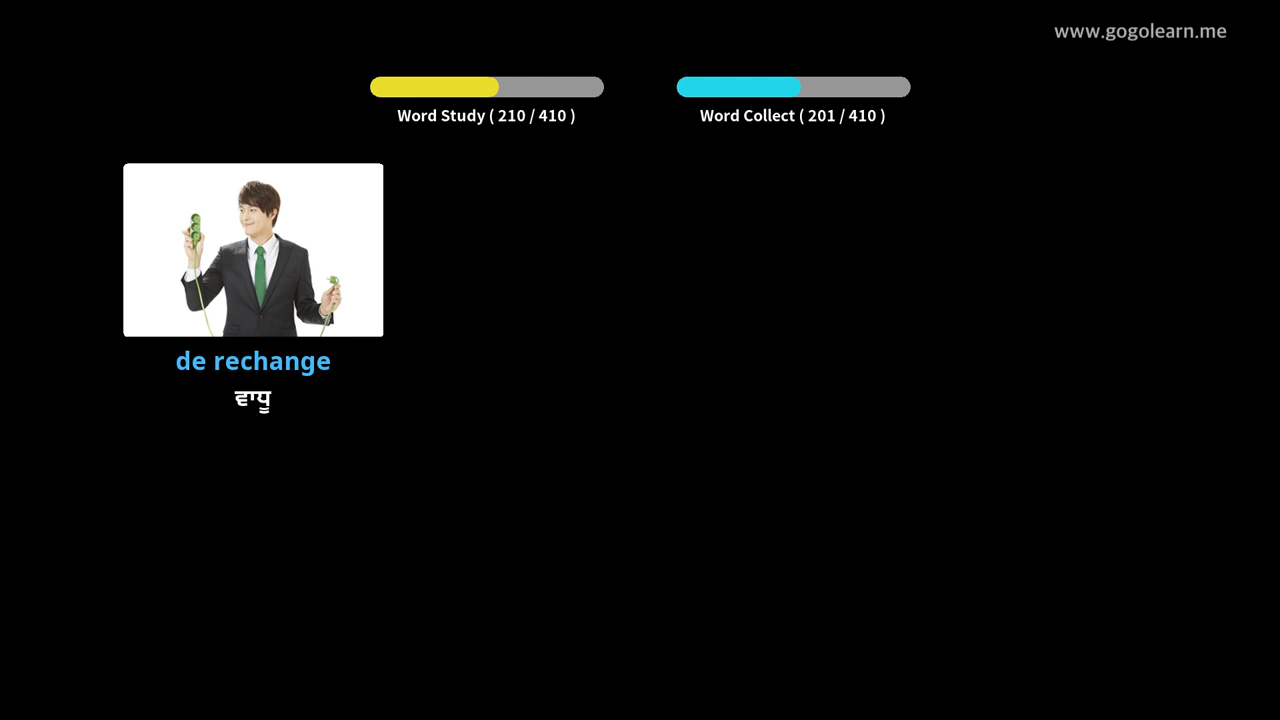 www.gogolearn.me
Word Study ( 210 / 410 )
Word Collect ( 201 / 410 )
de rechange
ਵਾਧੂ